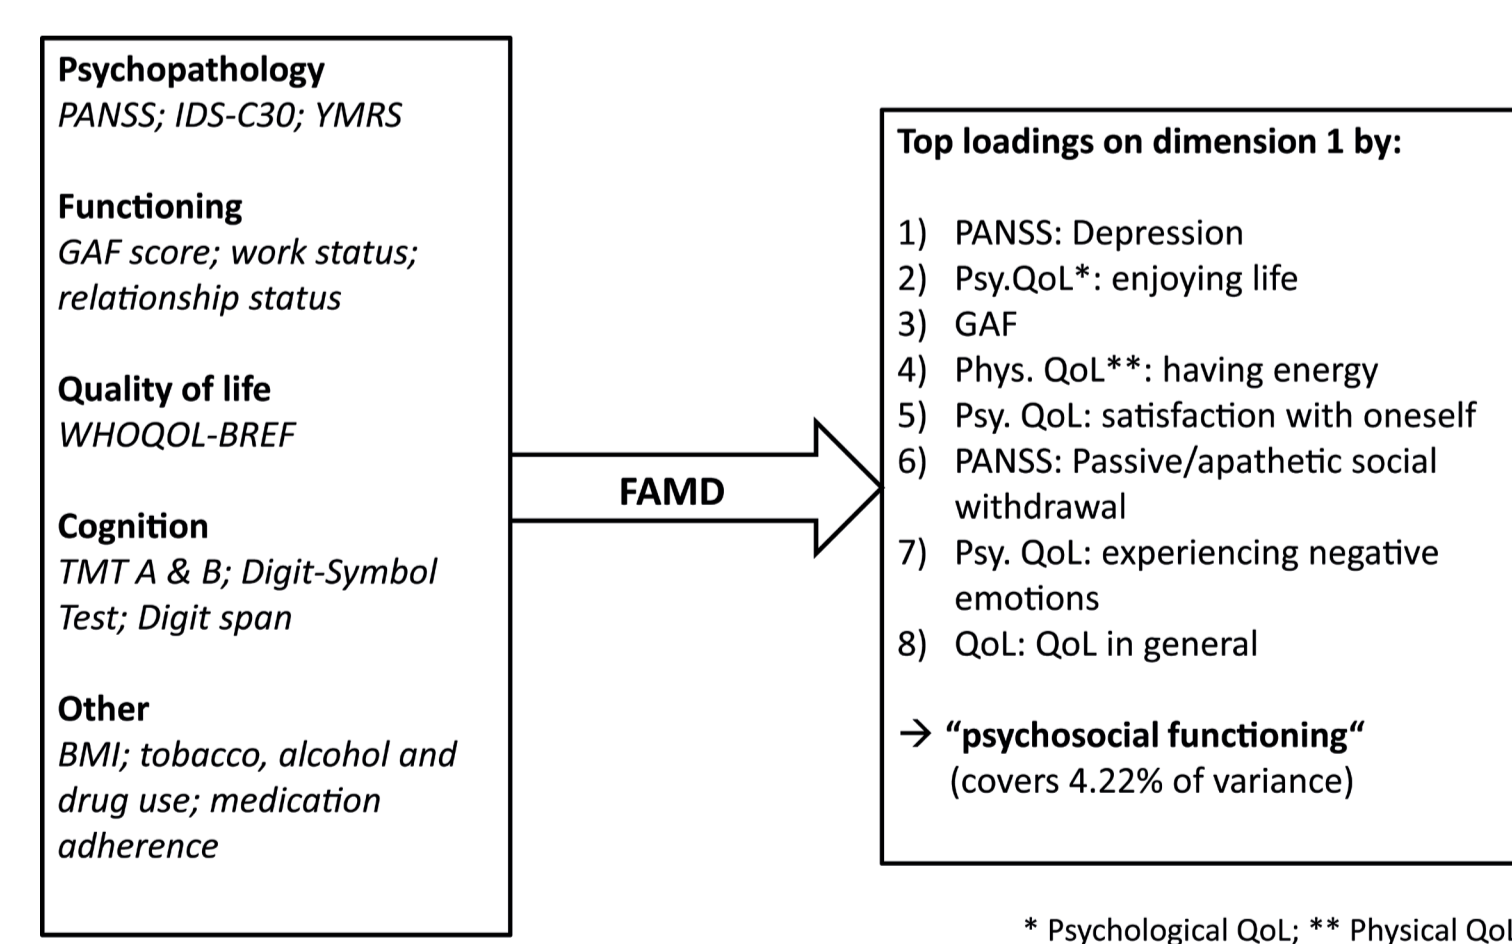 Psychopathology
PANSS; IDS-C30; YMRS
Functioning
GAF score; work status;
relationship status
Quality of life
WHOQOL-BREF
Cognition
TMT A & B; Digit-Symbol
Test; Digit span
Other
BMI; tobacco, alcohol and
drug use; medication
adherence
FAMD
Top loadings on dimension 1 by:
1) PANSS: Depression
2) Psy.QoL*: enjoying life
3) GAF
4) Phys. QoL**: having energy
5) Psy. QoL: satisfaction with oneself
6) PANSS: Passive/apathetic social
withdrawal
7) Psy. QoL: experiencing negative
emotions
8) QoL: QoL in general
→ “psychosocial functioning“
(covers 4.22% of variance)
* Psychological QoL; ** Physical QoL